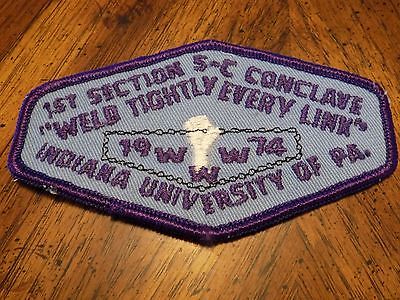 1ST SECTION 5-C CONCLAVE
"WELD TIGHTLY EVERY LINK"
19 W W W 74
INDIANA UNIVERSITY OF PA.